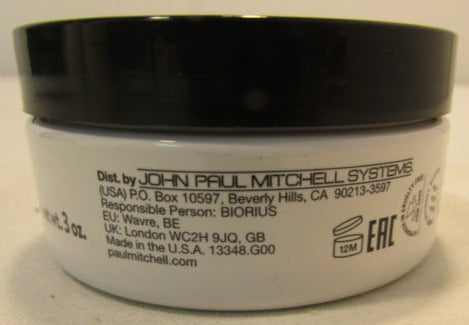 Dist. by JOHN PAUL MITCHELL SYSTEMS
(USA) P.O. Box 10597, Beverly Hills, CA 90213-3597
Responsible Person: BIORIUS
EU: Wavre, BE
UK: London WC2H 9JQ, GB
Made in the U.S.A. 13348.G00
paulmitchell.com
wt. 3 oz.
12M
EAC